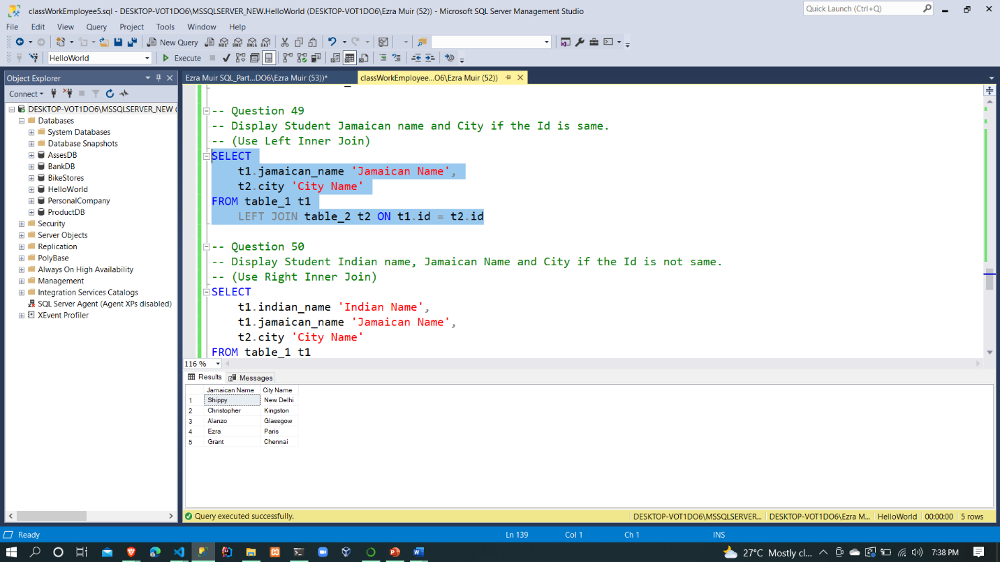 classWorkEmployee5.sql - DESKTOP-VOT1DO6\MSSQLSERVER_NEW.HelloWorld (DESKTOP-VOT1DO6\Ezra Muir (52)) - Microsoft SQL Server Management Studio
Quick Launch (Ctrl+Q)
File Edit View Query Project Tools Window Help
New Query MDX DMX XMLA DAX
HelloWorld Execute
Object Explorer
Ezra Muir SQL_Part...DO6\Ezra Muir (53))*
classWorkEmployee...O6\Ezra Muir (52))
Connect
DESKTOP-VOT1DO6\MSSQLSERVER_NEW (
Databases
System Databases
Database Snapshots
AssesDB
BankDB
BikeStores
HelloWorld
PersonalCompany
ProductDB
Security
Server Objects
Replication
PolyBase
Always On High Availability
Management
Integration Services Catalogs
SQL Server Agent (Agent XPs disabled)
XEvent Profiler
-- Question 49
-- Display Student Jamaican name and City if the Id is same.
-- (Use Left Inner Join)
SELECT
t1.jamaican_name 'Jamaican Name',
t2.city 'City Name'
FROM table_1 t1
LEFT JOIN table_2 t2 ON t1.id = t2.id
-- Question 50
-- Display Student Indian name, Jamaican Name and City if the Id is not same.
-- (Use Right Inner Join)
SELECT
t1.indian_name 'Indian Name',
t1.jamaican_name 'Jamaican Name',
t2.city 'City Name'
FROM table_1 t1
116 %
Results Messages
Jamaican Name City Name
1 Shippy New Delhi
2 Christopher Kingston
3 Alanzo Glassgow
4 Ezra Paris
5 Grant Chennai
Query executed successfully.
DESKTOP-VOT1DO6\MSSQLSERVER... DESKTOP-VOT1DO6\Ezra M... HelloWorld 00:00:00 5 rows
Ready Ln 139 Col 1 Ch 1 INS
27°C Mostly cl... 7:38 PM